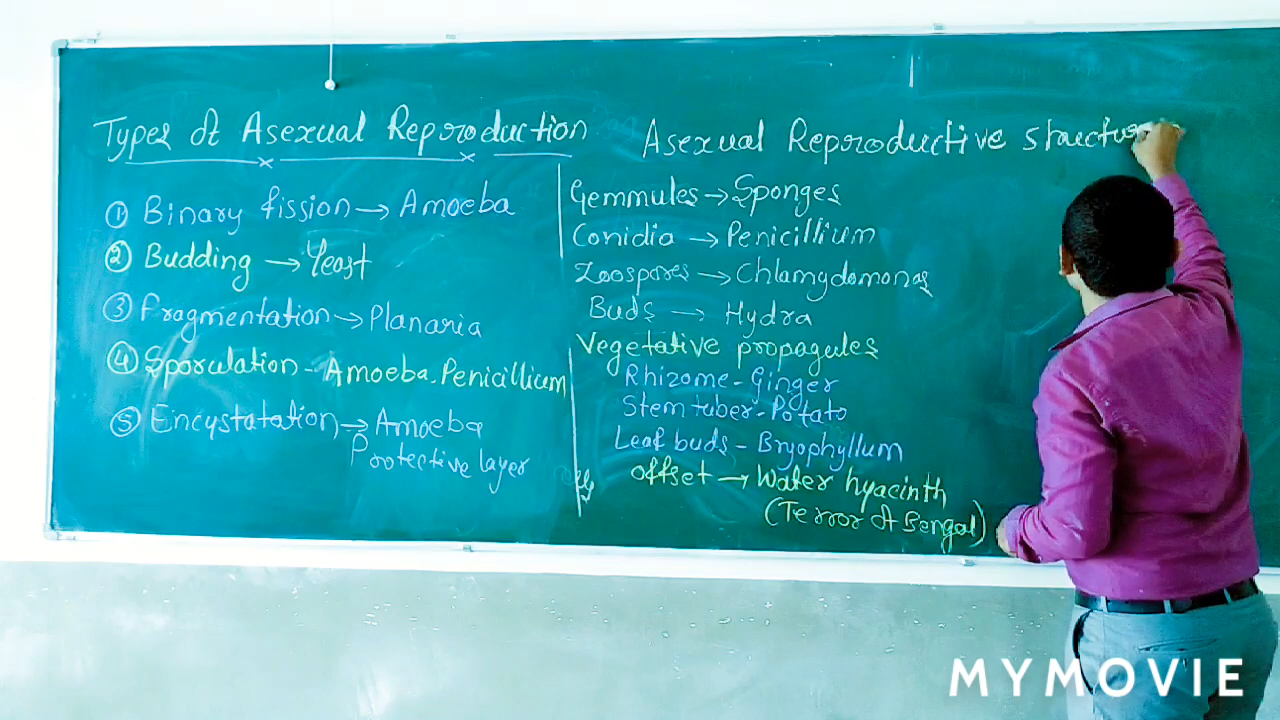 Types of Asexual Reproduction
① Binary fission → Amoeba
② Budding → Yeast
③ Fragmentation → Planaria
④ Sporulation - Amoeba. Penicillium
⑤ Encystatation → Amoeba
Protective layer
Asexual Reproductive structur
Gemmules → Sponges
Conidia → Penicillium
Zoospores → Chlamydomonas
Buds → Hydra
Vegetative propagules
Rhizome - Ginger
Stem tuber - Potato
Leaf buds - Bryophyllum
offset → Water hyacinth
(Terror of Bengal)
MYMOVIE